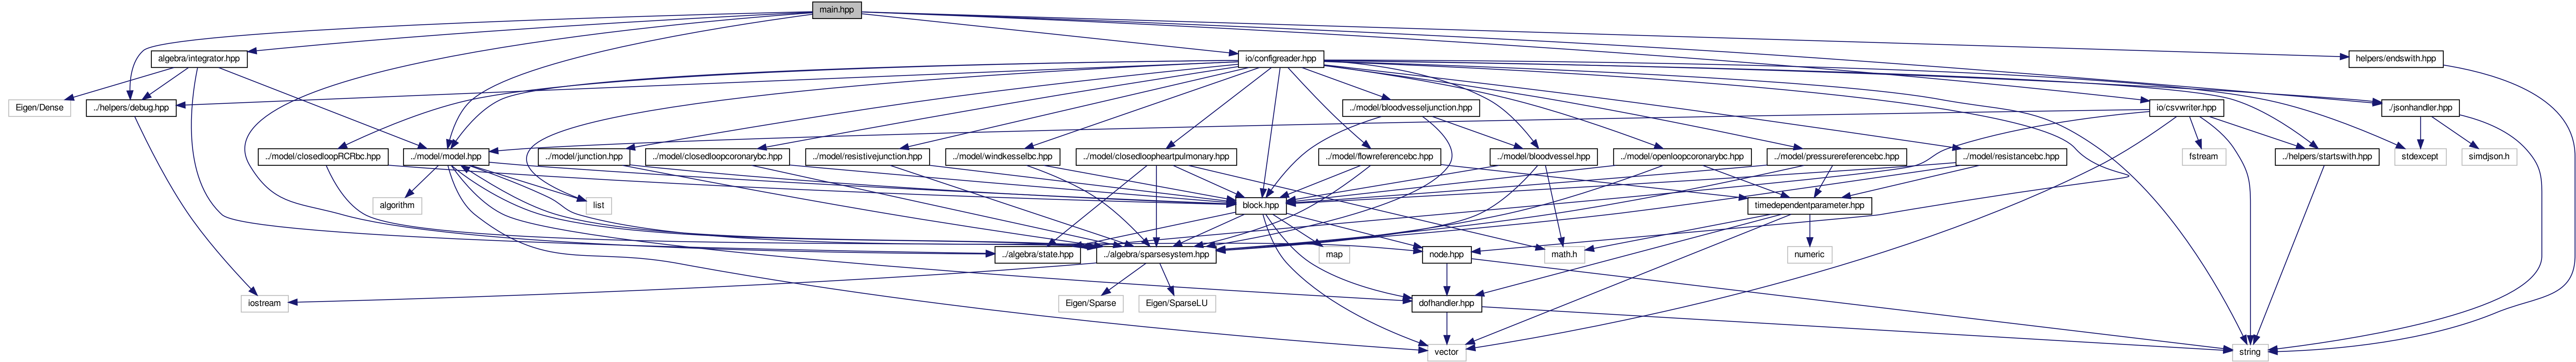 main.hpp
algebra/integrator.hpp
io/configreader.hpp
helpers/endswith.hpp
Eigen/Dense
../helpers/debug.hpp
../model/bloodvesseljunction.hpp
io/csvwriter.hpp
./jsonhandler.hpp
../model/closedloopRCRbc.hpp
../model/model.hpp
../model/junction.hpp
../model/closedloopcoronarybc.hpp
../model/resistivejunction.hpp
../model/windkesselbc.hpp
../model/closedloopheartpulmonary.hpp
../model/flowreferencebc.hpp
../model/bloodvessel.hpp
../model/openloopcoronarybc.hpp
../model/pressurereferencebc.hpp
../model/resistancebc.hpp
fstream
../helpers/startswith.hpp
stdexcept
simdjson.h
algorithm
list
block.hpp
timedependentparameter.hpp
../algebra/state.hpp
../algebra/sparsesystem.hpp
map
node.hpp
math.h
numeric
iostream
Eigen/Sparse
Eigen/SparseLU
dofhandler.hpp
vector
string